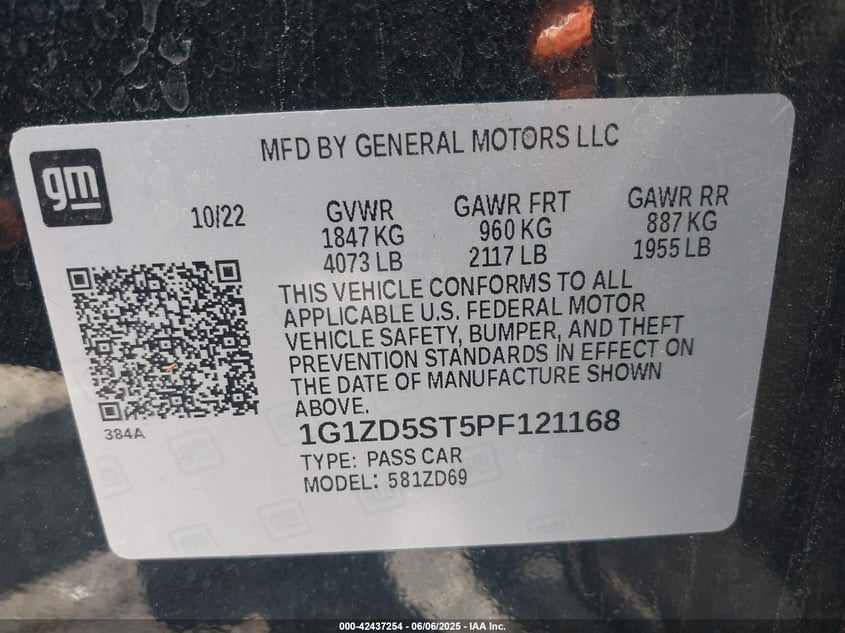 MFD BY GENERAL MOTORS LLC
gm
10/22
GVWR
1847 KG
4073 LB
GAWR FRT
960 KG
2117 LB
GAWR RR
887 KG
1955 LB
THIS VEHICLE CONFORMS TO ALL
APPLICABLE U.S. FEDERAL MOTOR
VEHICLE SAFETY, BUMPER, AND THEFT
PREVENTION STANDARDS IN EFFECT ON
THE DATE OF MANUFACTURE SHOWN
ABOVE.
384A
1G1ZD5ST5PF121168
TYPE: PASS CAR
MODEL: 581ZD69
000-42437254 - 06/06/2025 - IAA Inc.